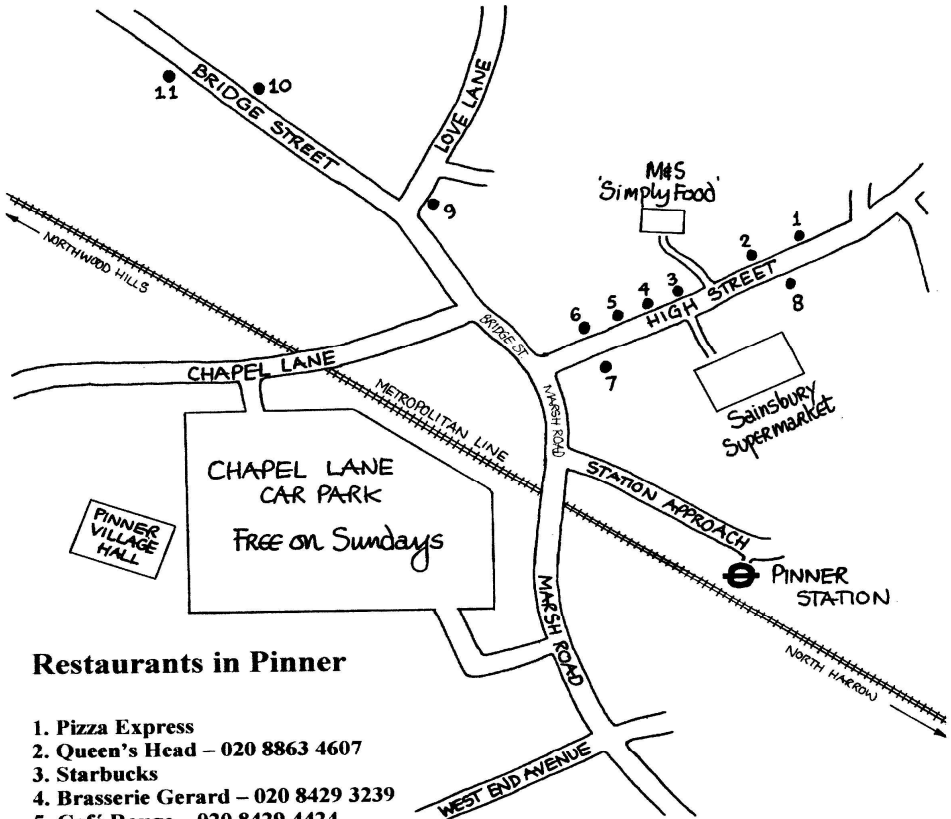 BRIDGE STREET
11
10
LOVE LANE
9
M&S
'Simply Food'
1
2
3
4
5
6
7
8
HIGH STREET
NORTHWOOD HILLS
BRIDGE ST.
CHAPEL LANE
METROPOLITAN LINE
MARSH ROAD
Sainsbury
Supermarket
STATION APPROACH
CHAPEL LANE
CAR PARK
FREE on Sundays
PINNER
VILLAGE
HALL
PINNER
STATION
MARSH ROAD
NORTH HARROW
WEST END AVENUE
Restaurants in Pinner
1. Pizza Express
2. Queen's Head – 020 8863 4607
3. Starbucks
4. Brasserie Gerard – 020 8429 3239